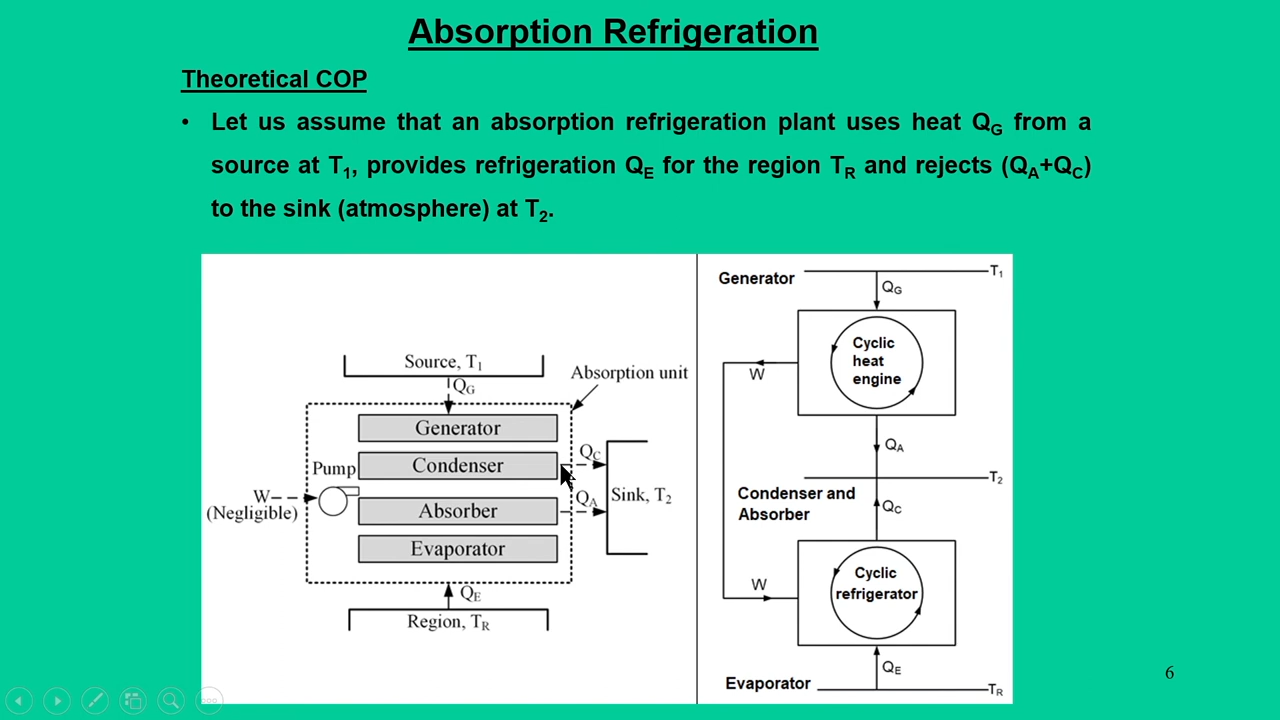 Absorption Refrigeration
Theoretical COP
• Let us assume that an absorption refrigeration plant uses heat QG from a
source at T1, provides refrigeration QE for the region TR and rejects (QA+QC)
to the sink (atmosphere) at T2.
Source, T1
QG
Absorption unit
Generator
Condenser
QC
Pump
W
(Negligible)
Absorber
QA
Sink, T2
Evaporator
QE
Region, TR
Generator
T1
QG
Cyclic
heat
engine
W
QA
T2
Condenser and
Absorber
QC
W
Cyclic
refrigerator
QE
Evaporator
TR
6